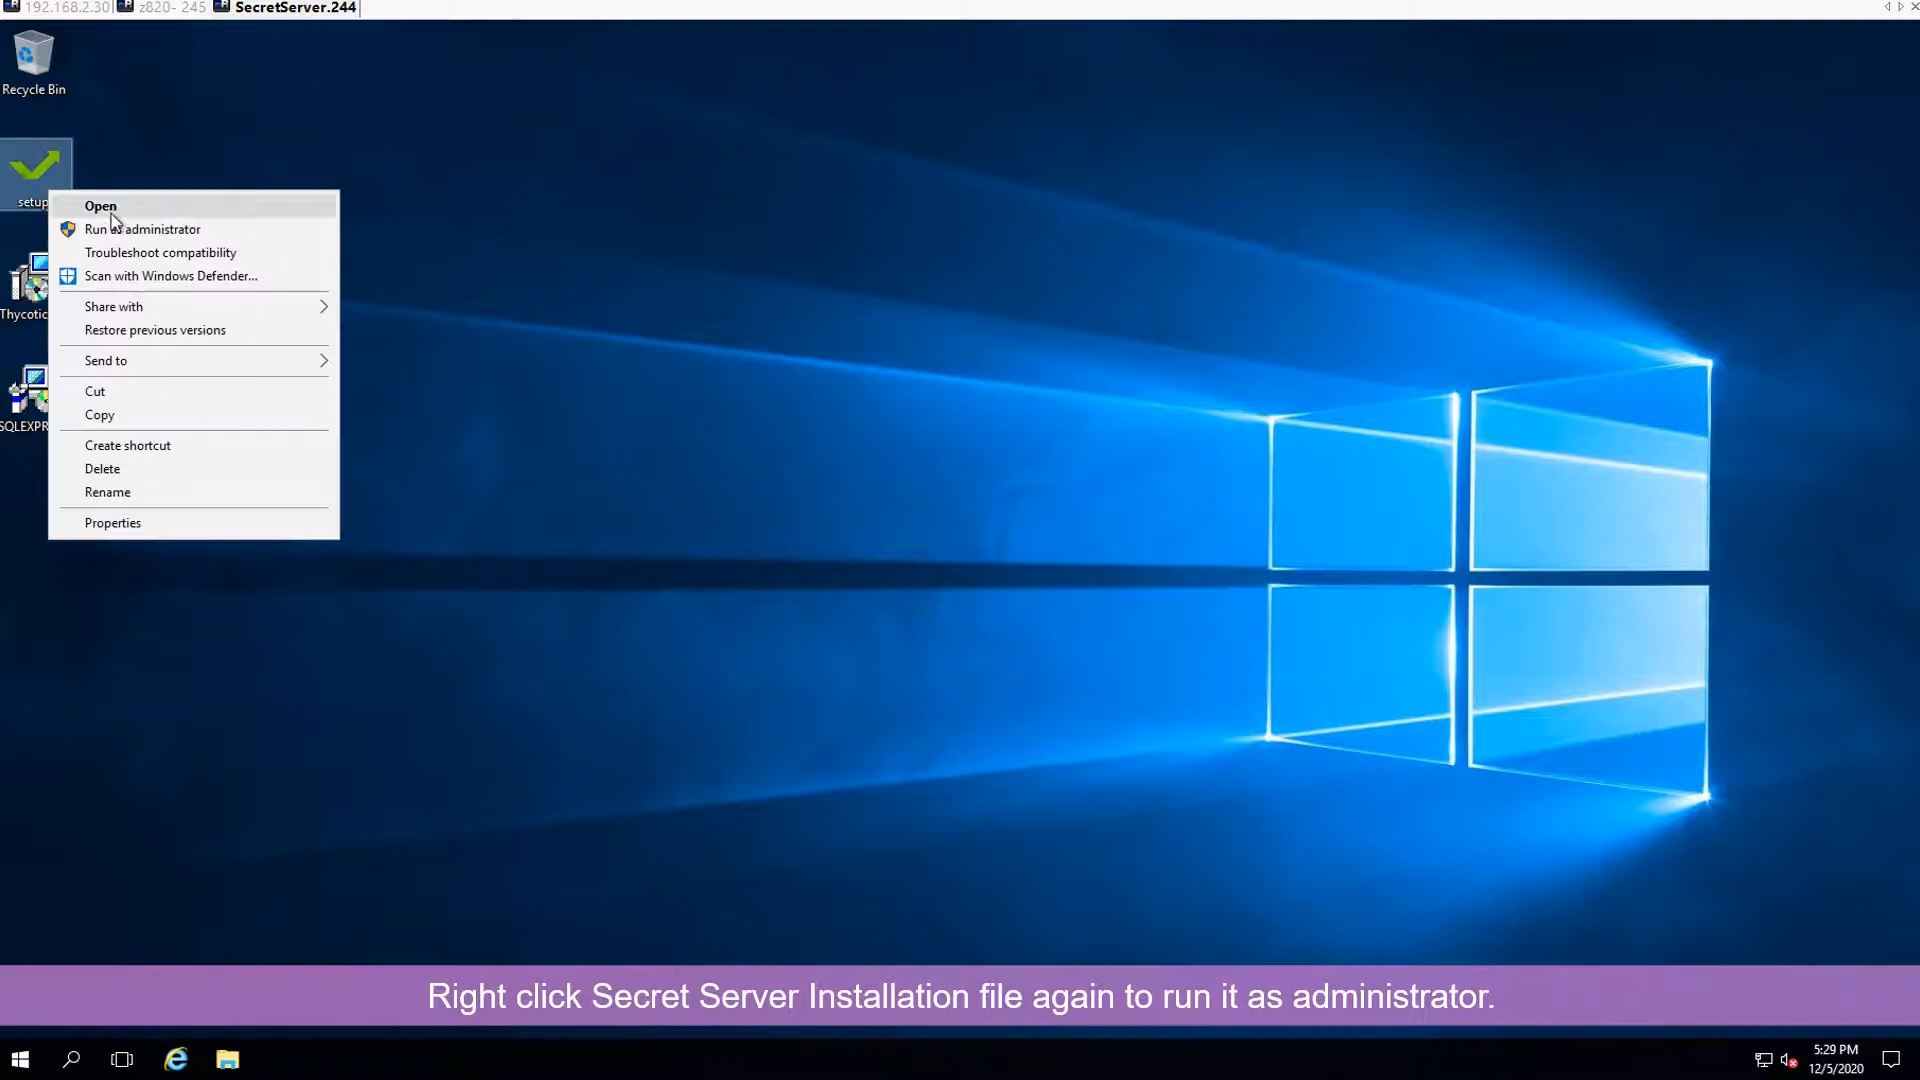 192.168.2.30 z820- 245 SecretServer.244
Recycle Bin
setup
Open
Run as administrator
Troubleshoot compatibility
Scan with Windows Defender...
Share with
Restore previous versions
Send to
Cut
Copy
Create shortcut
Delete
Rename
Properties
Thycotic
SQLEXPR
Right click Secret Server Installation file again to run it as administrator.
5:29 PM
12/5/2020